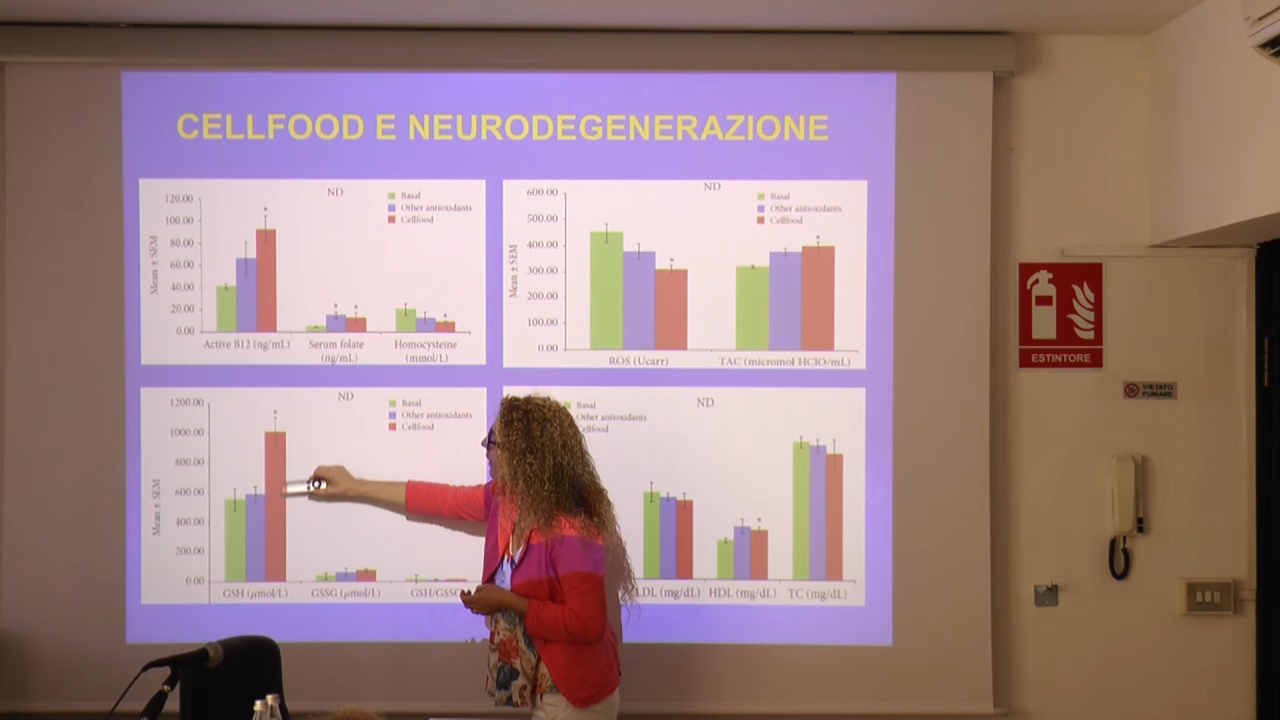 CELLFOOD E NEURODEGENERAZIONE
ND
Basal
Other antioxidants
Cellfood
Mean ± SEM
120.00
100.00
80.00
60.00
40.00
20.00
0.00
*
*
*
*
Active B12 (ng/mL)
Serum folate
(ng/mL)
Homocysteine
(mmol/L)
ND
Basal
Other antioxidants
Cellfood
Mean ± SEM
600.00
500.00
400.00
300.00
200.00
100.00
0.00
*
*
ROS (Ucarr)
TAC (micromol HClO/mL)
ND
Basal
Other antioxidants
Cellfood
Mean ± SEM
1200.00
1000.00
800.00
600.00
400.00
200.00
0.00
*
GSH (µmol/L)
GSSG (µmol/L)
GSH/GSSG
ND
Basal
Other antioxidants
Cellfood
*
LDL (mg/dL)
HDL (mg/dL)
TC (mg/dL)
ESTINTORE
VIETATO
FUMARE